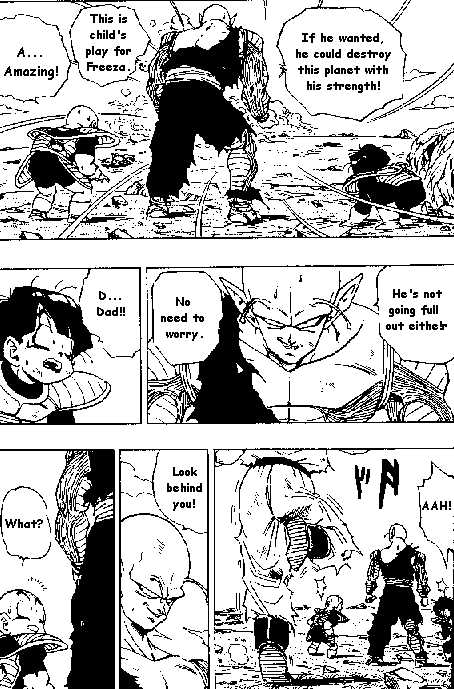 A...
Amazing!
This is
child's
play for
Freeza.
If he wanted,
he could destroy
this planet with
his strength!
D...
Dad!!
No
need to
worry.
He's not
going full
out either
What?
Look
behind
you!
AAH!